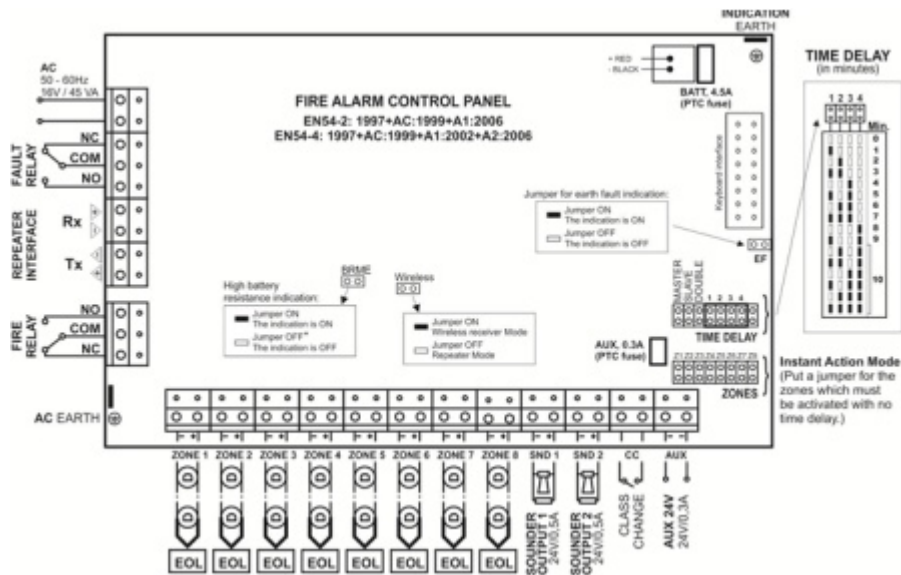 INDICATION
EARTH
AC
50 - 60Hz
16V / 45 VA
FAULT
RELAY
NC
COM
NO
REPEATER
INTERFACE
Rx
Tx
FIRE
RELAY
NO
COM
NC
AC EARTH
FIRE ALARM CONTROL PANEL
EN54-2: 1997+AC:1999+A1:2006
EN54-4: 1997+AC:1999+A1:2002+A2:2006
+ RED
- BLACK
BATT. 4.5A
(PTC fuse)
Keyboard interface
Jumper for earth fault indication:
Jumper ON
The indication is ON
Jumper OFF
The indication is OFF
EF
High battery
resistance indication:
Jumper ON
The indication is ON
Jumper OFF
The indication is OFF
Wireless
Jumper ON
Wireless receiver Mode
Jumper OFF
Repeater Mode
MASTER
SLAVE
DOUBLE
1 2 3 4
TIME DELAY
AUX. 0.3A
(PTC fuse)
Z1 Z2 Z3 Z4 Z5 Z6 Z7 Z8
ZONES
TIME DELAY
(in minutes)
1 2 3 4
Min.
0
1
2
3
4
5
6
7
8
9
10
Instant Action Mode
(Put a jumper for the
zones which must
be activated with no
time delay.)
- + - + - + - + - + - + - + - + - + - +
ZONE 1 ZONE 2 ZONE 3 ZONE 4 ZONE 5 ZONE 6 ZONE 7 ZONE 8 SND 1 SND 2 CC AUX
SOUNDER
OUTPUT 1
24V/0,5A
SOUNDER
OUTPUT 2
24V/0,5A
CLASS
CHANGE
AUX 24V
24V/0,3A
EOL EOL EOL EOL EOL EOL EOL EOL